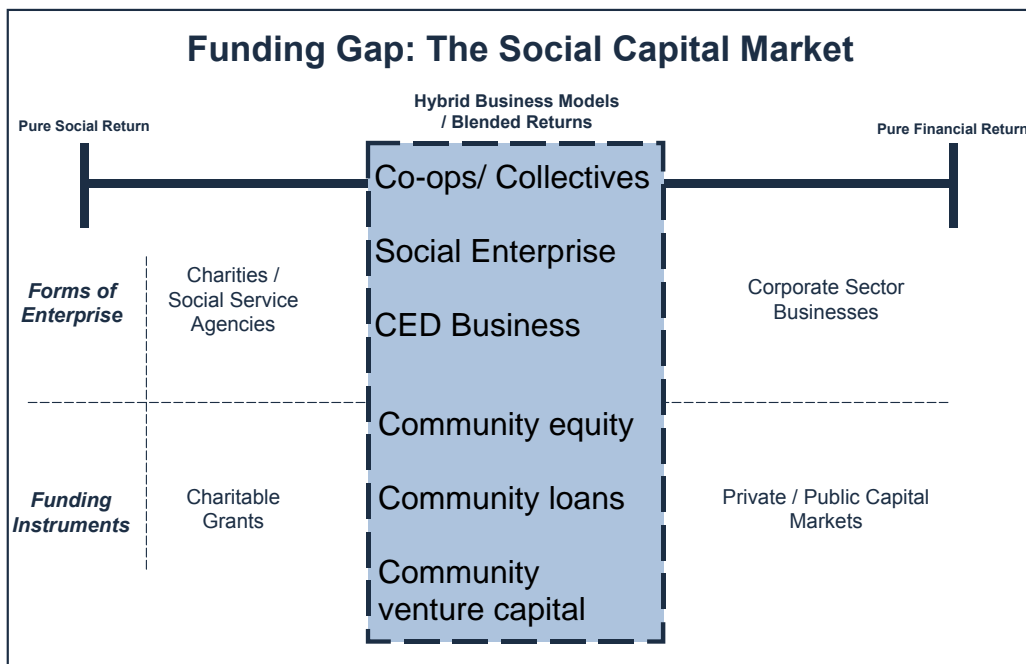 Funding Gap: The Social Capital Market
Hybrid Business Models
/ Blended Returns
Pure Social Return
Pure Financial Return
Co-ops/ Collectives
Social Enterprise
CED Business
Forms of
Enterprise
Charities /
Social Service
Agencies
Corporate Sector
Businesses
Community equity
Community loans
Community
venture capital
Funding
Instruments
Charitable
Grants
Private / Public Capital
Markets